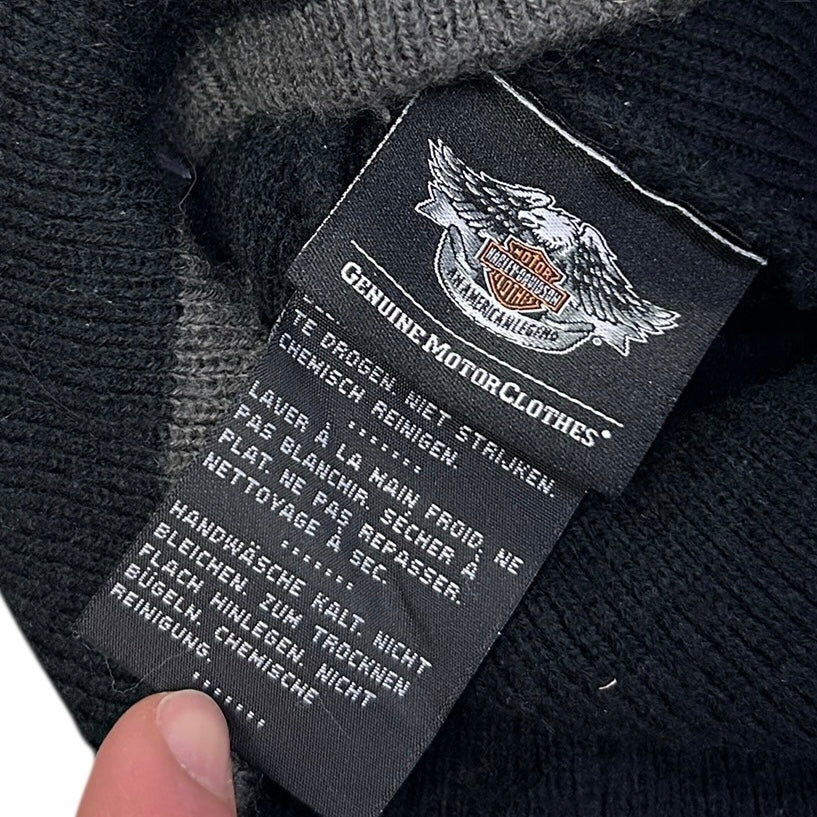 MOTOR
HARLEY-DAVIDSON
AN AMERICAN LEGEND
®
GENUINE MOTORCLOTHES®
TE DROGEN. NIET STRIJKEN.
CHEMISCH REINIGEN.
.......
LAVER À LA MAIN FROID, NE
PAS BLANCHIR. SÉCHER À
PLAT. NE PAS REPASSER.
NETTOYAGE À SEC.
.......
HANDWÄSCHE KALT. NICHT
BLEICHEN. ZUM TROCKNEN
FLACH HINLEGEN. NICHT
BÜGELN. CHEMISCHE
REINIGUNG.
.......